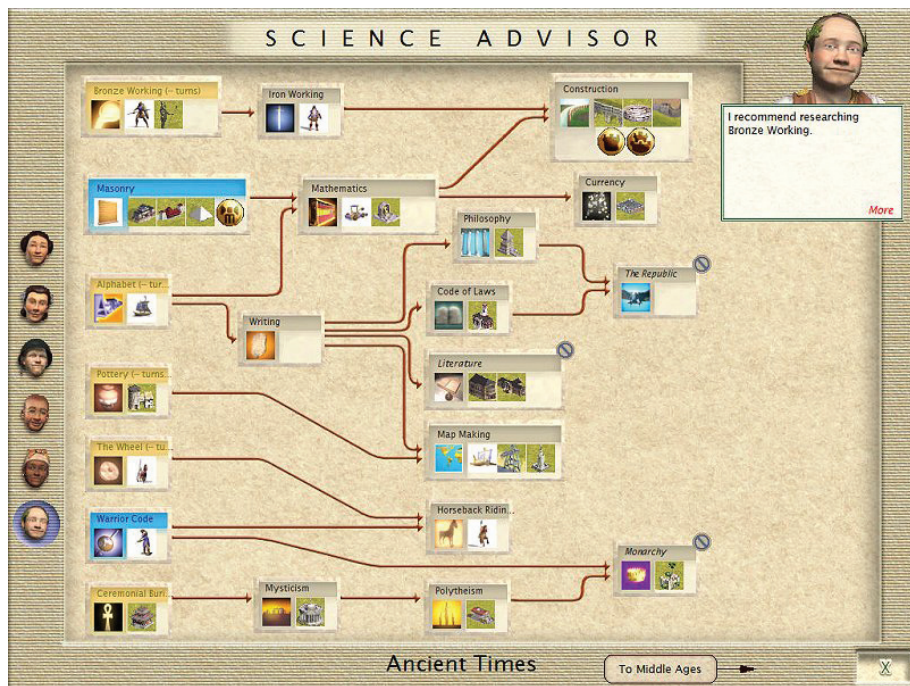 SCIENCE ADVISOR
Bronze Working (-- turns)
Iron Working
Construction
I recommend researching
Bronze Working.
More
Masonry
Mathematics
Currency
Philosophy
Alphabet (-- tur...
Writing
Code of Laws
The Republic
Literature
Pottery (-- turns...
Map Making
The Wheel (-- tu...
Warrior Code
Horseback Ridin...
Monarchy
Ceremonial Buri...
Mysticism
Polytheism
Ancient Times
To Middle Ages
X